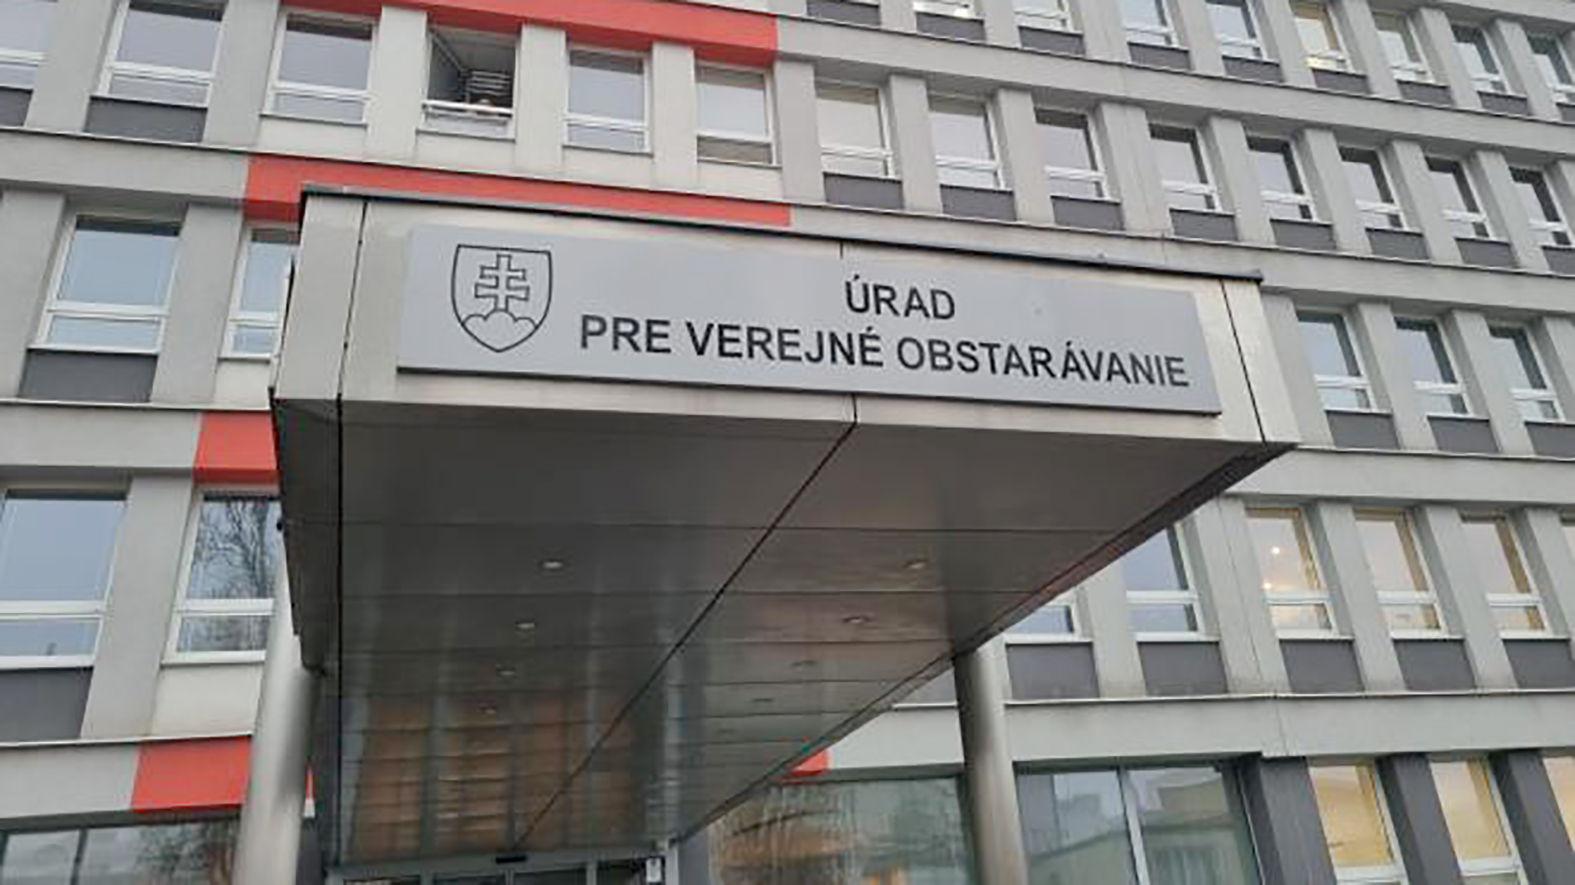 ÚRAD
PRE VEREJNÉ OBSTARÁVANIE